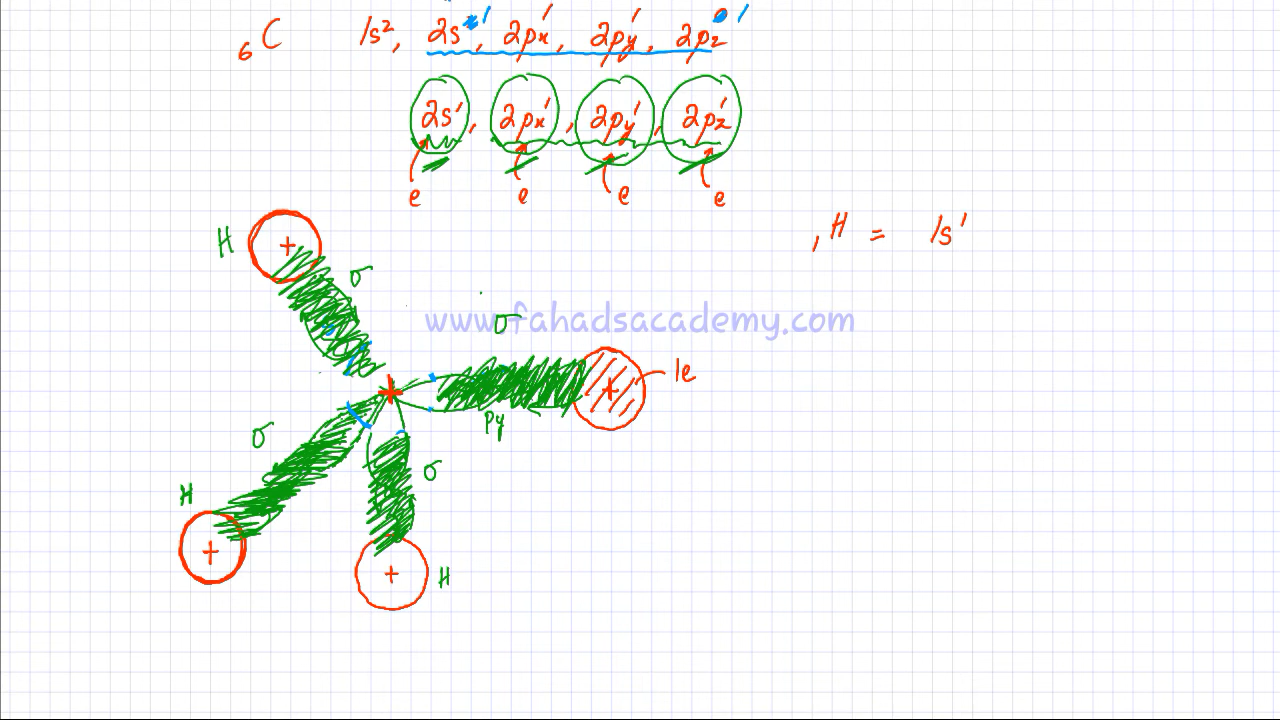 ₆C 1s², 2s¹, 2px¹, 2py¹, 2pz¹
2s¹, 2px¹, 2py¹, 2pz¹
e e e e
H + σ
₁H = 1s¹
www.fahadsacademy.com
σ
+ + 1e
py
σ σ
H
+ + H